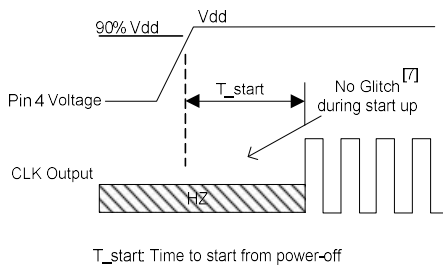 Vdd
90% Vdd
T_start
No Glitch [7]
during start up
Pin 4 Voltage
CLK Output
HZ
T_start: Time to start from power-off